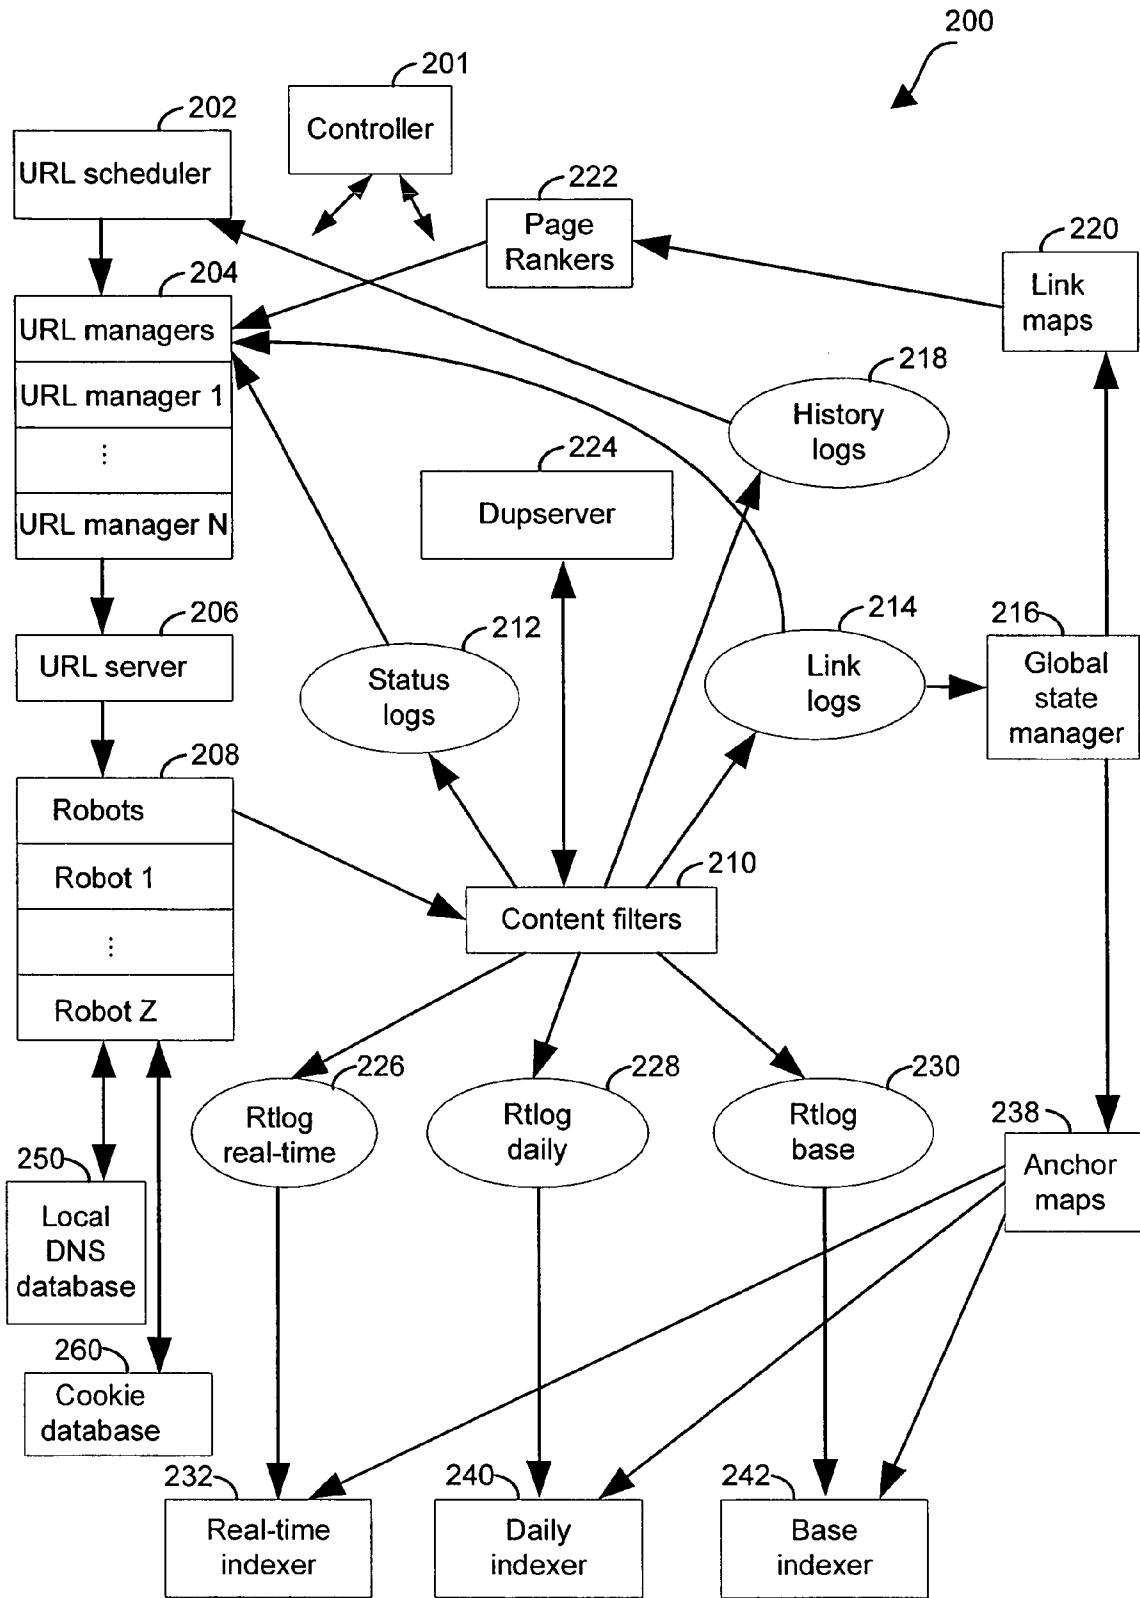 200
201
Controller
202
URL scheduler
222
Page
Rankers
220
Link
maps
204
URL managers
URL manager 1
⋮
URL manager N
218
History
logs
224
Dupserver
206
URL server
212
Status
logs
214
Link
logs
216
Global
state
manager
208
Robots
Robot 1
⋮
Robot Z
210
Content filters
226
Rtlog
real-time
228
Rtlog
daily
230
Rtlog
base
238
Anchor
maps
250
Local
DNS
database
260
Cookie
database
232
Real-time
indexer
240
Daily
indexer
242
Base
indexer